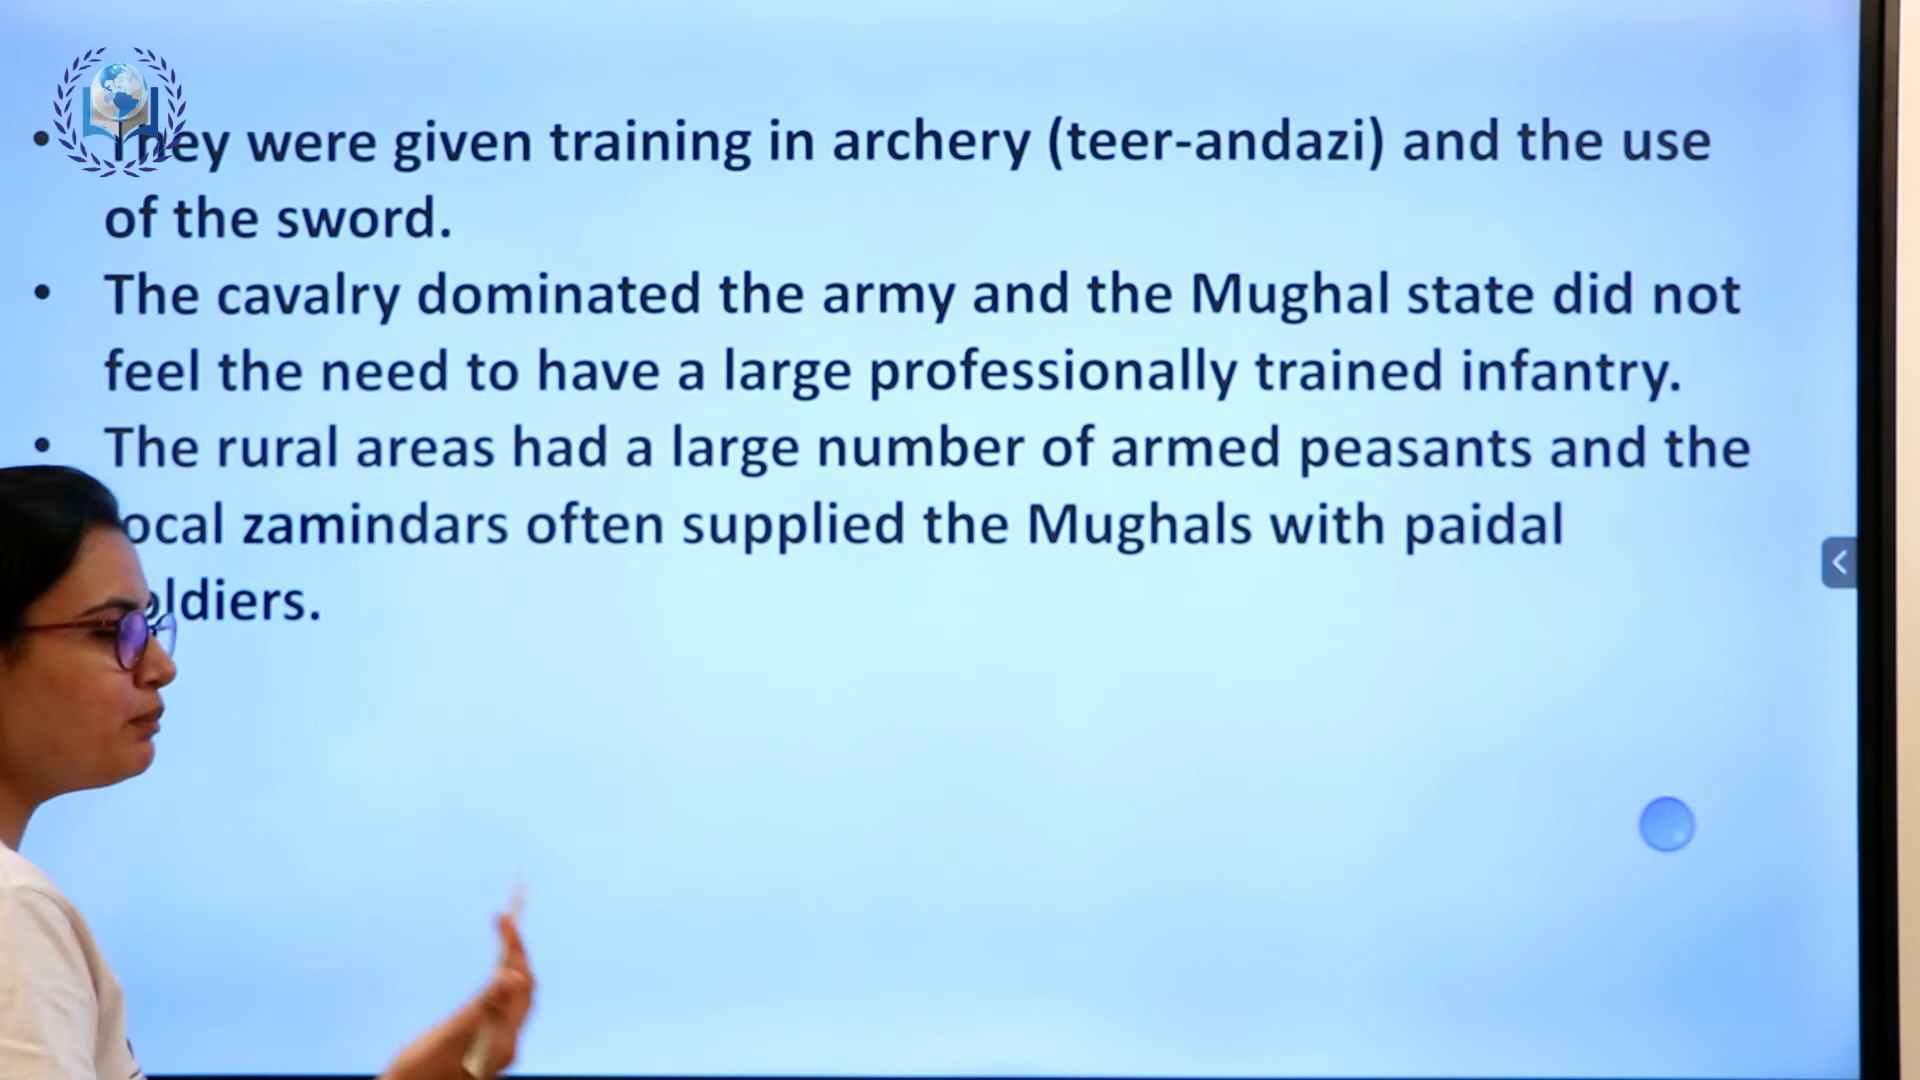 They were given training in archery (teer-andazi) and the use
of the sword.
The cavalry dominated the army and the Mughal state did not
feel the need to have a large professionally trained infantry.
The rural areas had a large number of armed peasants and the
ocal zamindars often supplied the Mughals with paidal
oldiers.